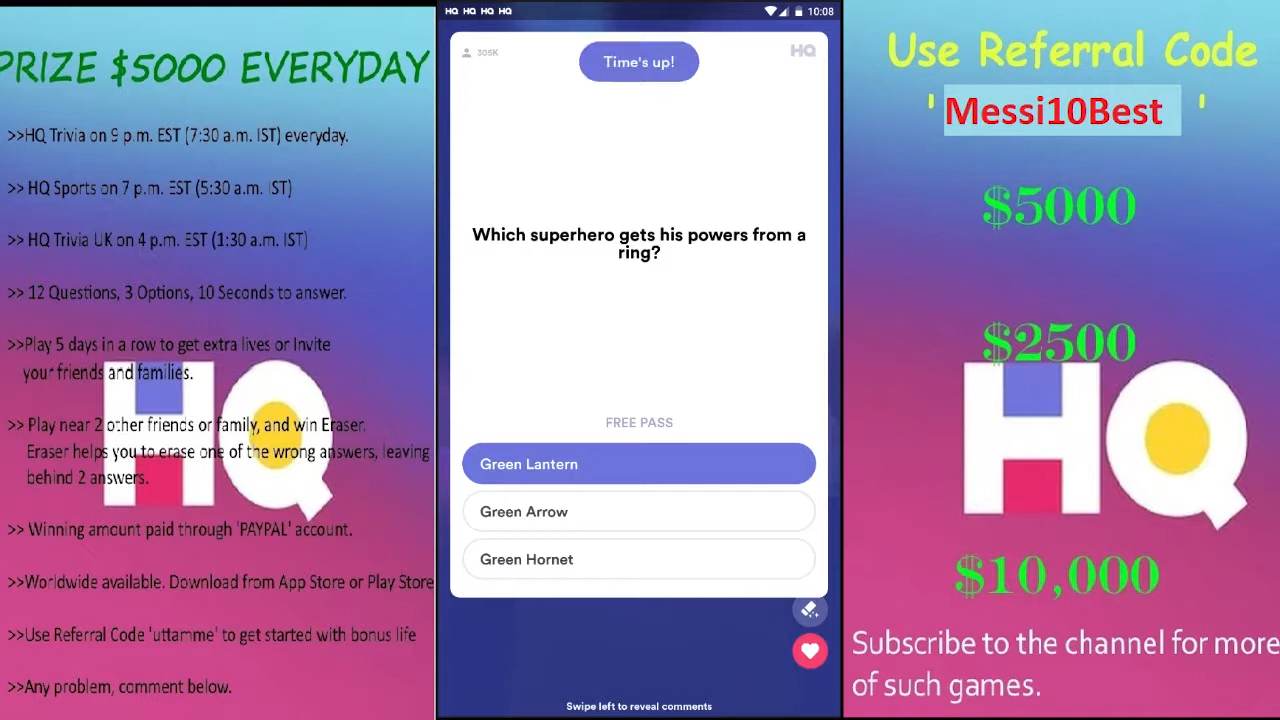 PRIZE $5000 EVERYDAY
>>HQ Trivia on 9 p.m. EST (7:30 a.m. IST) everyday.
>> HQ Sports on 7 p.m. EST (5:30 a.m. IST)
>> HQ Trivia UK on 4 p.m. EST (1:30 a.m. IST)
>> 12 Questions, 3 Options, 10 Seconds to answer.
>>Play 5 days in a row to get extra lives or Invite
your friends and families.
>> Play near 2 other friends or family, and win Eraser.
Eraser helps you to erase one of the wrong answers, leaving
behind 2 answers.
>> Winning amount paid through 'PAYPAL' account.
>>Worldwide available. Download from App Store or Play Store
>>Use Referral Code 'uttamme' to get started with bonus life
>>Any problem, comment below.
HQ
HQ HQ HQ HQ 10:08
305K Time's up! HQ
Which superhero gets his powers from a
ring?
FREE PASS
Green Lantern
Green Arrow
Green Hornet
Swipe left to reveal comments
Use Referral Code
' Messi10Best '
$5000
$2500
HQ
$10,000
Subscribe to the channel for more
of such games.